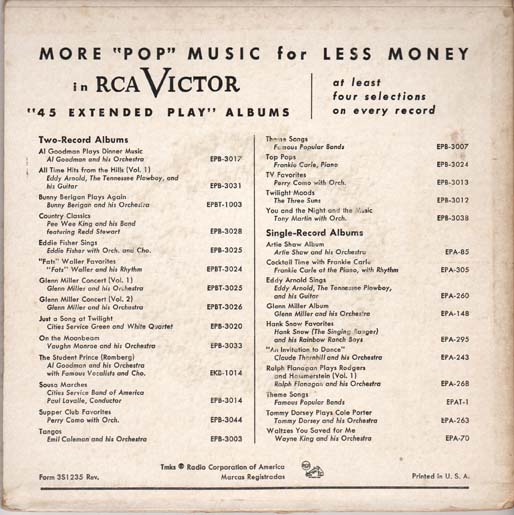 MORE "POP" MUSIC for LESS MONEY
in RCA VICTOR
"45 EXTENDED PLAY" ALBUMS
at least
four selections
on every record
Two-Record Albums
Al Goodman Plays Dinner Music
Al Goodman and his Orchestra EPB-3017
All Time Hits from the Hills (Vol. 1)
Eddy Arnold, The Tennessee Plowboy, and
his Guitar EPB-3031
Bunny Berigan Plays Again
Bunny Berigan and his Orchestra EPBT-1003
Country Classics
Pee Wee King and his Band
featuring Redd Stewart EPB-3028
Eddie Fisher Sings
Eddie Fisher with Orch. and Cho. EPB-3025
"Fats" Waller Favorites
"Fats" Waller and his Rhythm EPBT-3024
Glenn Miller Concert (Vol. 1)
Glenn Miller and his Orchestra EPBT-3025
Glenn Miller Concert (Vol. 2)
Glenn Miller and his Orchestra EPBT-3026
Just a Song at Twilight
Cities Service Green and White Quartet EPB-3020
On the Moonbeam
Vaughn Monroe and his Orchestra EPB-3033
The Student Prince (Romberg)
Al Goodman and his Orchestra
with Famous Vocalists and Cho. EKB-1014
Sousa Marches
Cities Service Band of America
Paul Lavalle, Conductor EPB-3014
Supper Club Favorites
Perry Como with Orch. EPB-3044
Tangos
Emil Coleman and his Orchestra EPB-3003
Theme Songs
Famous Popular Bands EPB-3007
Top Pops
Frankie Carle, Piano EPB-3024
TV Favorites
Perry Como with Orch. EPB-3013
Twilight Moods
The Three Suns EPB-3012
You and the Night and the Music
Tony Martin with Orch. EPB-3038
Single-Record Albums
Artie Shaw Album
Artie Shaw and his Orchestra EPA-85
Cocktail Time with Frankie Carle
Frankie Carle at the Piano, with Rhythm EPA-305
Eddy Arnold Sings
Eddy Arnold, The Tennessee Plowboy,
and his Guitar EPA-260
Glenn Miller Album
Glenn Miller and his Orchestra EPA-148
Hank Snow Favorites
Hank Snow (The Singing Ranger)
and his Rainbow Ranch Boys EPA-295
"An Invitation to Dance"
Claude Thornhill and his Orchestra EPA-243
Ralph Flanagan Plays Rodgers
and Hammerstein (Vol. 1)
Ralph Flanagan and his Orchestra EPA-268
Theme Songs
Famous Popular Bands EPAT-1
Tommy Dorsey Plays Cole Porter
Tommy Dorsey and his Orchestra EPA-263
Waltzes You Saved for Me
Wayne King and his Orchestra EPA-70
Form 3S1235 Rev.
Tmks ® Radio Corporation of America
Marcas Registradas
Printed in U. S. A.